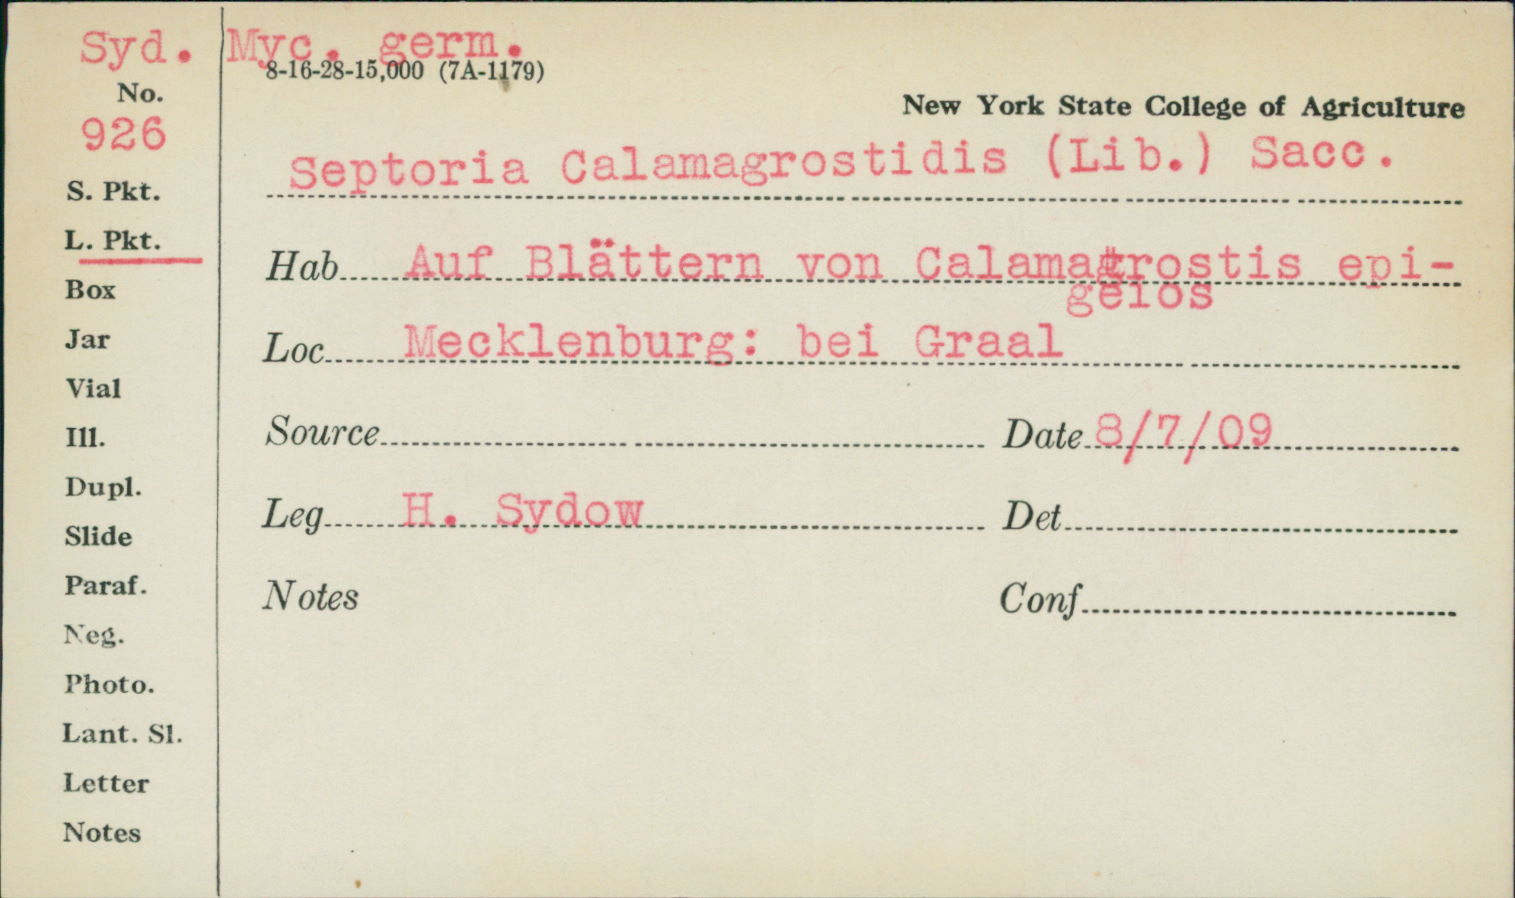 Syd. Myc. germ.
8-16-28-15,000 (7A-1179)
No.
926
New York State College of Agriculture
Septoria Calamagrostidis (Lib.) Sacc.
S. Pkt.
L. Pkt.
Hab. Auf Blättern von Calamagrostis epi-
geios
Box
Jar
Loc. Mecklenburg: bei Graal
Vial
Ill.
Source Date 8/7/09
Dupl.
Slide
Leg. H. Sydow Det.
Paraf.
Notes Conf.
Neg.
Photo.
Lant. Sl.
Letter
Notes